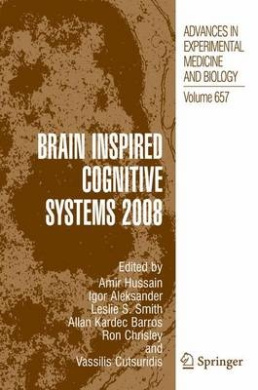 ADVANCES IN
EXPERIMENTAL
MEDICINE
AND BIOLOGY
Volume 657
BRAIN INSPIRED
COGNITIVE
SYSTEMS 2008
Edited by
Amir Hussain
Igor Aleksander
Leslie S. Smith
Allan Kardec Barros
Ron Chrisley
and
Vassilis Cutsuridis
Springer